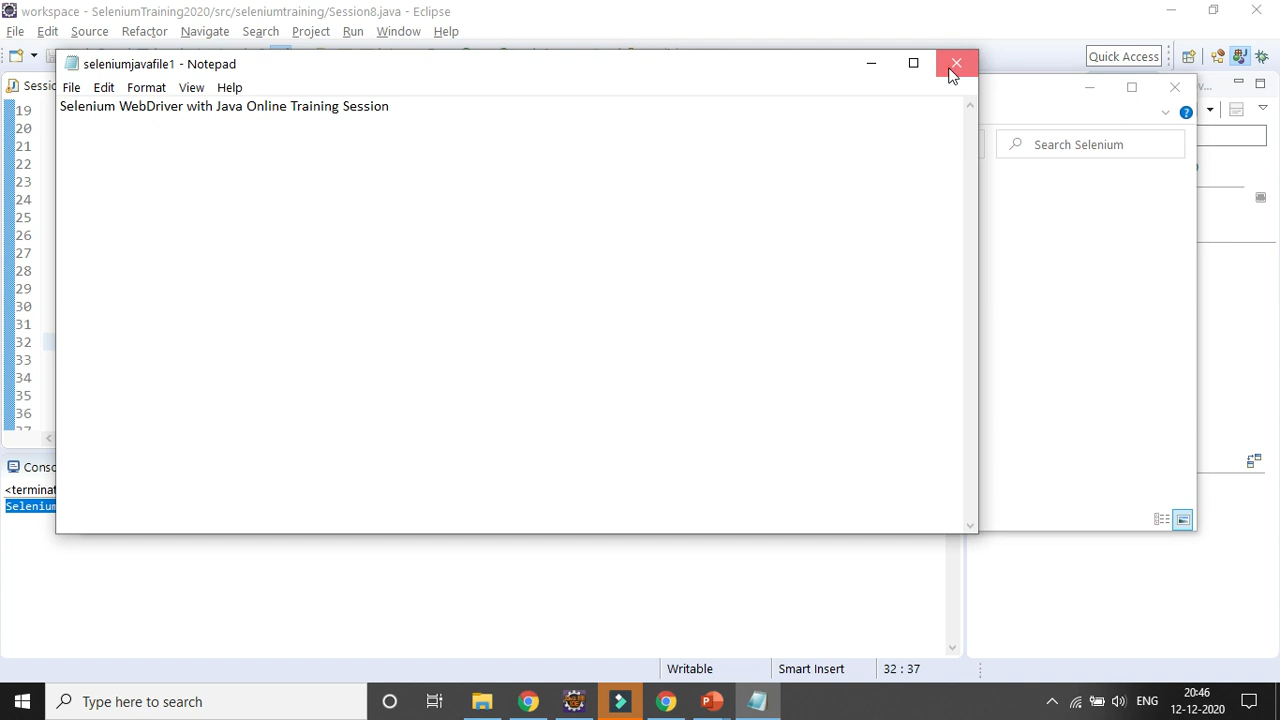 workspace - SeleniumTraining2020/src/seleniumtraining/Session8.java - Eclipse
File Edit Source Refactor Navigate Search Project Run Window Help
Quick Access
seleniumjavafile1 - Notepad
File Edit Format View Help
Selenium WebDriver with Java Online Training Session
Search Selenium
19
20
21
22
23
24
25
26
27
28
29
30
31
32
33
34
35
36
Writable Smart Insert 32 : 37
Type here to search
ENG
20:46
12-12-2020